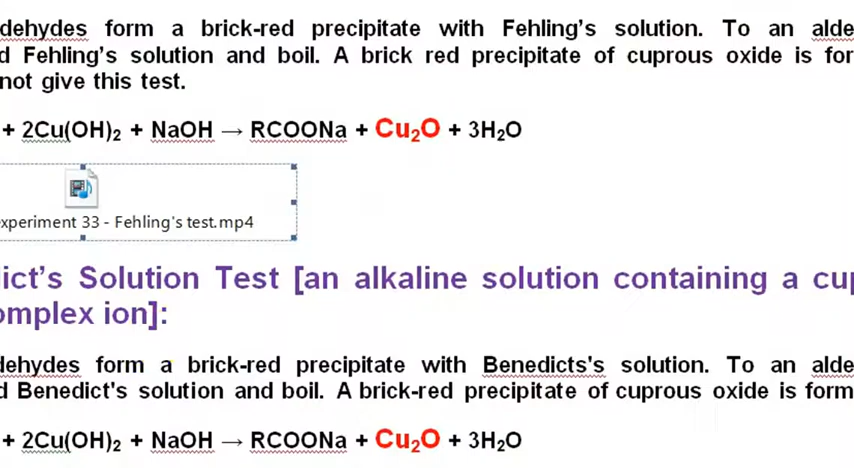 dehydes form a brick-red precipitate with Fehling's solution. To an alde
d Fehling's solution and boil. A brick red precipitate of cuprous oxide is for
not give this test.
+ 2Cu(OH)₂ + NaOH → RCOONa + Cu₂O + 3H₂O
xperiment 33 - Fehling's test.mp4
ict's Solution Test [an alkaline solution containing a cup
omplex ion]:
dehydes form a brick-red precipitate with Benedicts's solution. To an alde
d Benedict's solution and boil. A brick-red precipitate of cuprous oxide is form
+ 2Cu(OH)₂ + NaOH → RCOONa + Cu₂O + 3H₂O